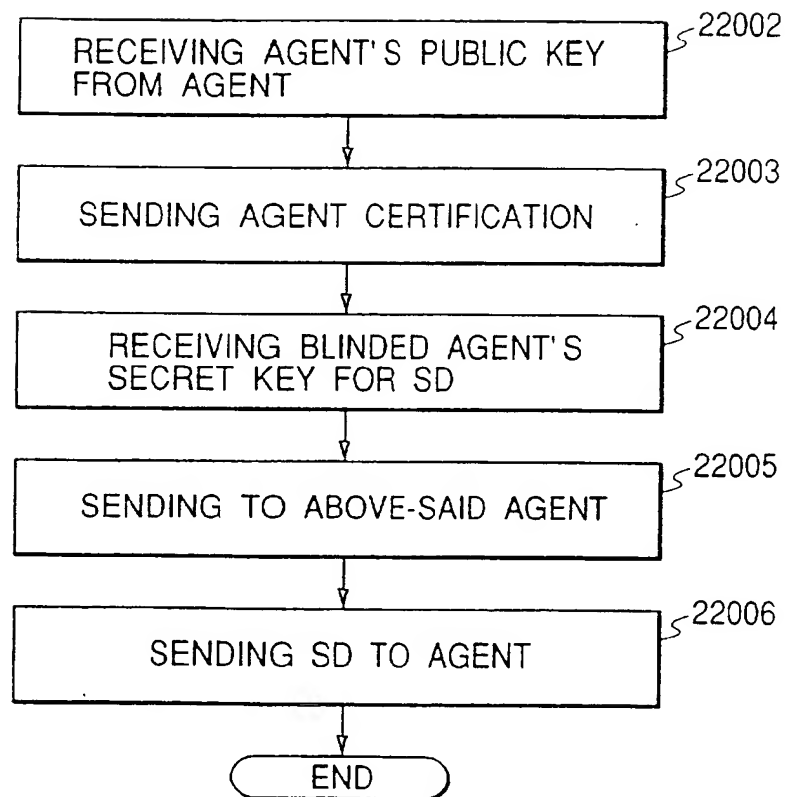 22002
RECEIVING AGENT'S PUBLIC KEY
FROM AGENT
22003
SENDING AGENT CERTIFICATION
22004
RECEIVING BLINDED AGENT'S
SECRET KEY FOR SD
22005
SENDING TO ABOVE-SAID AGENT
22006
SENDING SD TO AGENT
END